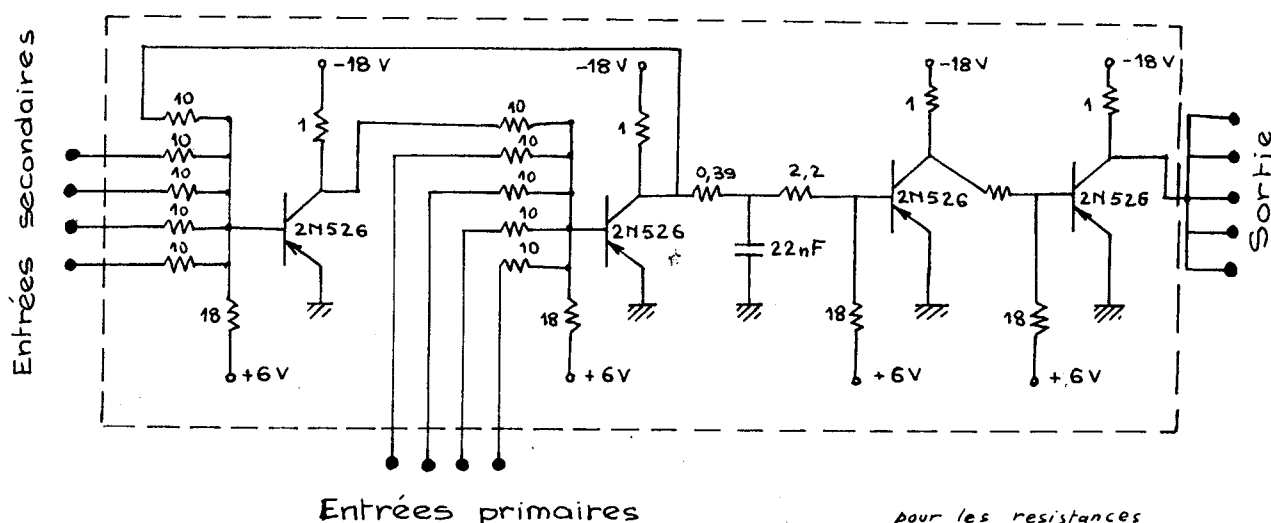 Entrées secondaires
-18 V
-18 V
-18V
-18 V
10
10
10
10
10
1
10
10
10
10
10
1
0,39
2,2
1
1
2N526
2N526
2N526
2N526
22nF
18
18
18
18
+6V
+6V
+6V
+6V
Sortie
Entrées primaires
pour les resistances